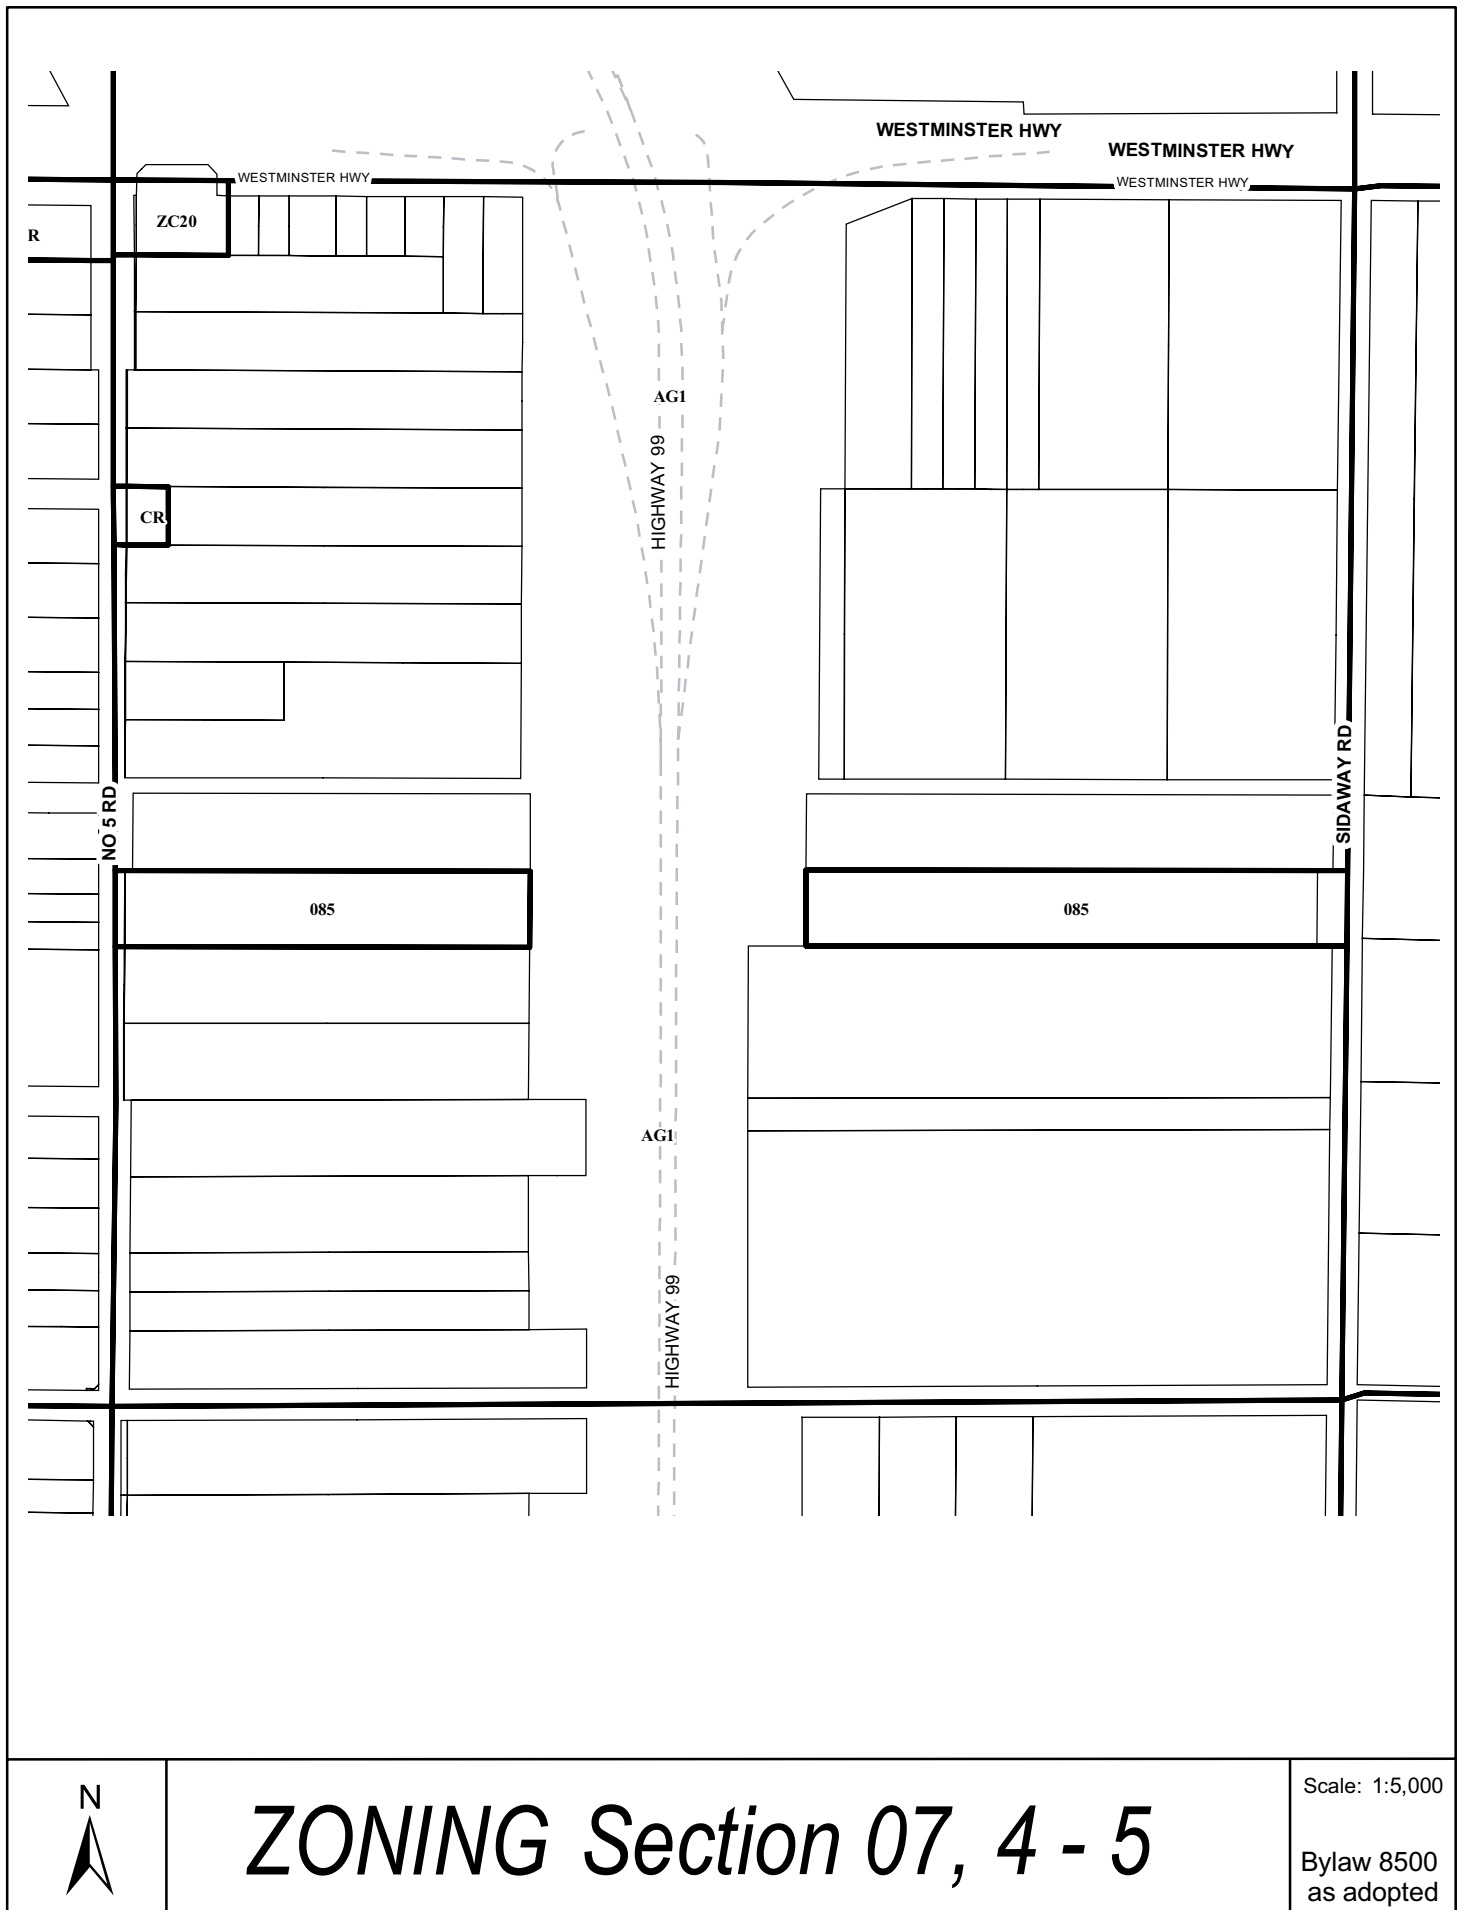 WESTMINSTER HWY
WESTMINSTER HWY
WESTMINSTER HWY
WESTMINSTER HWY
ZC20
R
AG1
HIGHWAY 99
CR
NO 5 RD
SIDAWAY RD
085
085
AG1
HIGHWAY 99
N
ZONING Section 07, 4 - 5
Scale: 1:5,000
Bylaw 8500
as adopted